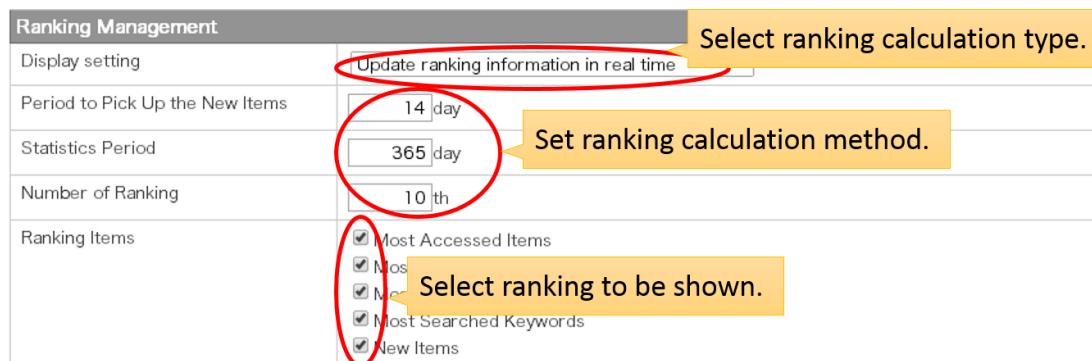 Ranking Management
Select ranking calculation type.
Display setting
Update ranking information in real time
Period to Pick Up the New Items
14 day
Set ranking calculation method.
Statistics Period
365 day
Number of Ranking
10 th
Ranking Items
Most Accessed Items
Select ranking to be shown.
Most Searched Keywords
New Items